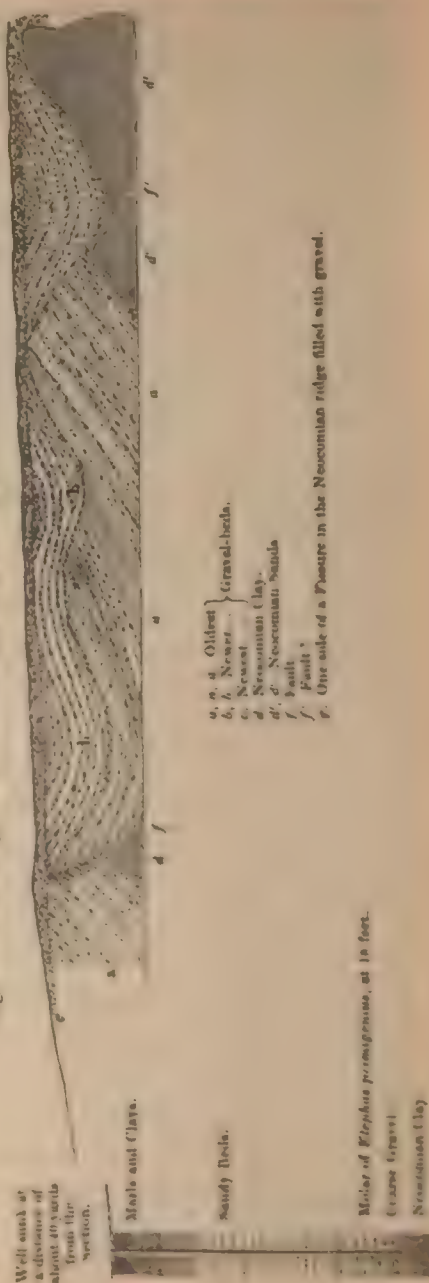 Well sunk at
a distance of
about 40 yards
from the
section.
Marls and Clays.
Sandy Beds.
Molar of Elephas primigenius, at 18 feet.
Coarse Gravel
Neocomian Clay
d f a a d' f' d'
a, a, a Oldest
b, b, Newer } Gravel-beds.
c, Newest
d Neocomian Clay.
d', d' Neocomian Sands
f Fault
f' Fault ?
g. One side of a Fissure in the Neocomian ridge filled with gravel.